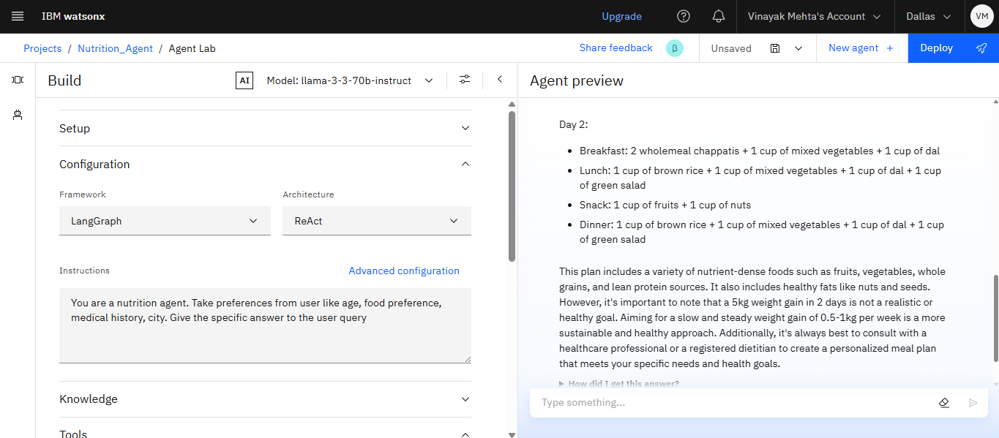 IBM watsonx
Upgrade
Vinayak Mehta's Account
Dallas
VM
Projects / Nutrition_Agent / Agent Lab
Share feedback
β
Unsaved
New agent +
Deploy
Build
AI
Model: llama-3-3-70b-instruct
Setup
Configuration
Framework
Architecture
LangGraph
ReAct
Instructions
Advanced configuration
You are a nutrition agent. Take preferences from user like age, food preference,
medical history, city. Give the specific answer to the user query
Knowledge
Tools
Agent preview
Day 2:
• Breakfast: 2 wholemeal chappatis + 1 cup of mixed vegetables + 1 cup of dal
• Lunch: 1 cup of brown rice + 1 cup of mixed vegetables + 1 cup of dal + 1 cup
of green salad
• Snack: 1 cup of fruits + 1 cup of nuts
• Dinner: 1 cup of brown rice + 1 cup of mixed vegetables + 1 cup of dal + 1 cup
of green salad
This plan includes a variety of nutrient-dense foods such as fruits, vegetables, whole
grains, and lean protein sources. It also includes healthy fats like nuts and seeds.
However, it's important to note that a 5kg weight gain in 2 days is not a realistic or
healthy goal. Aiming for a slow and steady weight gain of 0.5-1kg per week is a more
sustainable and healthy approach. Additionally, it's always best to consult with a
healthcare professional or a registered dietitian to create a personalized meal plan
that meets your specific needs and health goals.
How did I get this answer?
Type something...